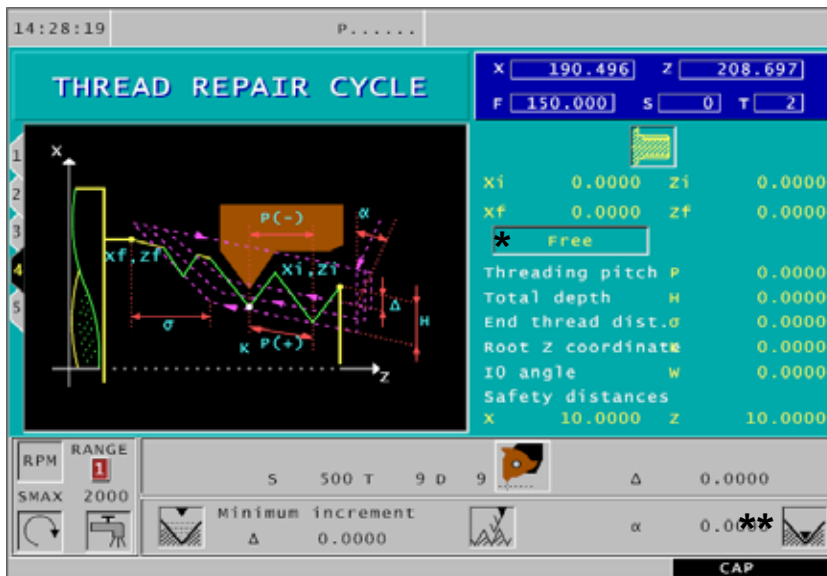 14:28:19 P......
THREAD REPAIR CYCLE
X 190.496 Z 208.697
F 150.000 S 0 T 2
1
2
3
4
5
X
P(-)
α
Xf,Zf
Xi,Zi
Δ
H
σ
K P(+)
Z
Xi 0.0000 Zi 0.0000
Xf 0.0000 Zf 0.0000
* Free
Threading pitch P 0.0000
Total depth H 0.0000
End thread dist.σ 0.0000
Root Z coordinate 0.0000
IO angle W 0.0000
Safety distances
X 10.0000 Z 10.0000
RPM RANGE
1
SMAX 2000
S 500 T 9 D 9 Δ 0.0000
Minimum increment
Δ 0.0000
α 0.0000 **
CAP